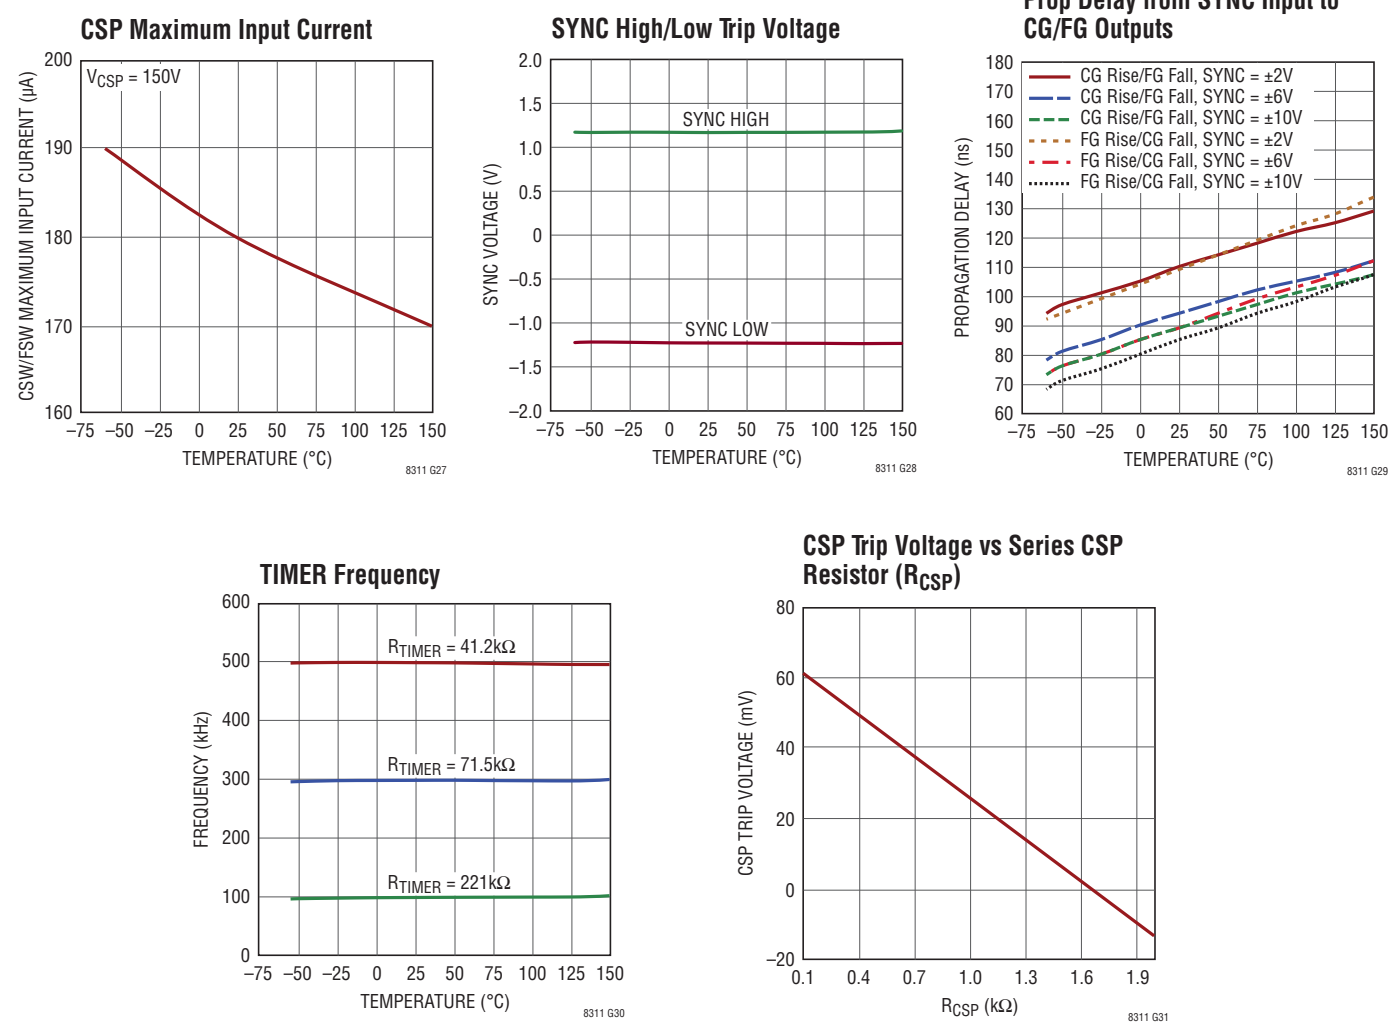 CSP Maximum Input Current
200
190
180
170
160
CSW/FSW MAXIMUM INPUT CURRENT (µA)
VCSP = 150V
–75 –50 –25 0 25 50 75 100 125 150
TEMPERATURE (°C)
8311 G27
SYNC High/Low Trip Voltage
2.0
1.5
1.0
0.5
0
–0.5
–1.0
–1.5
–2.0
SYNC VOLTAGE (V)
SYNC HIGH
SYNC LOW
–75 –50 –25 0 25 50 75 100 125 150
TEMPERATURE (°C)
8311 G28
Prop Delay from SYNC Input to
CG/FG Outputs
180
170
160
150
140
130
120
110
100
90
80
70
60
PROPAGATION DELAY (ns)
CG Rise/FG Fall, SYNC = ±2V
CG Rise/FG Fall, SYNC = ±6V
CG Rise/FG Fall, SYNC = ±10V
FG Rise/CG Fall, SYNC = ±2V
FG Rise/CG Fall, SYNC = ±6V
FG Rise/CG Fall, SYNC = ±10V
–75 –50 –25 0 25 50 75 100 125 150
TEMPERATURE (°C)
8311 G29
TIMER Frequency
600
500
400
300
200
100
0
FREQUENCY (kHz)
RTIMER = 41.2kΩ
RTIMER = 71.5kΩ
RTIMER = 221kΩ
–75 –50 –25 0 25 50 75 100 125 150
TEMPERATURE (°C)
8311 G30
CSP Trip Voltage vs Series CSP
Resistor (RCSP)
80
60
40
20
0
–20
CSP TRIP VOLTAGE (mV)
0.1 0.4 0.7 1.0 1.3 1.6 1.9
RCSP (kΩ)
8311 G31